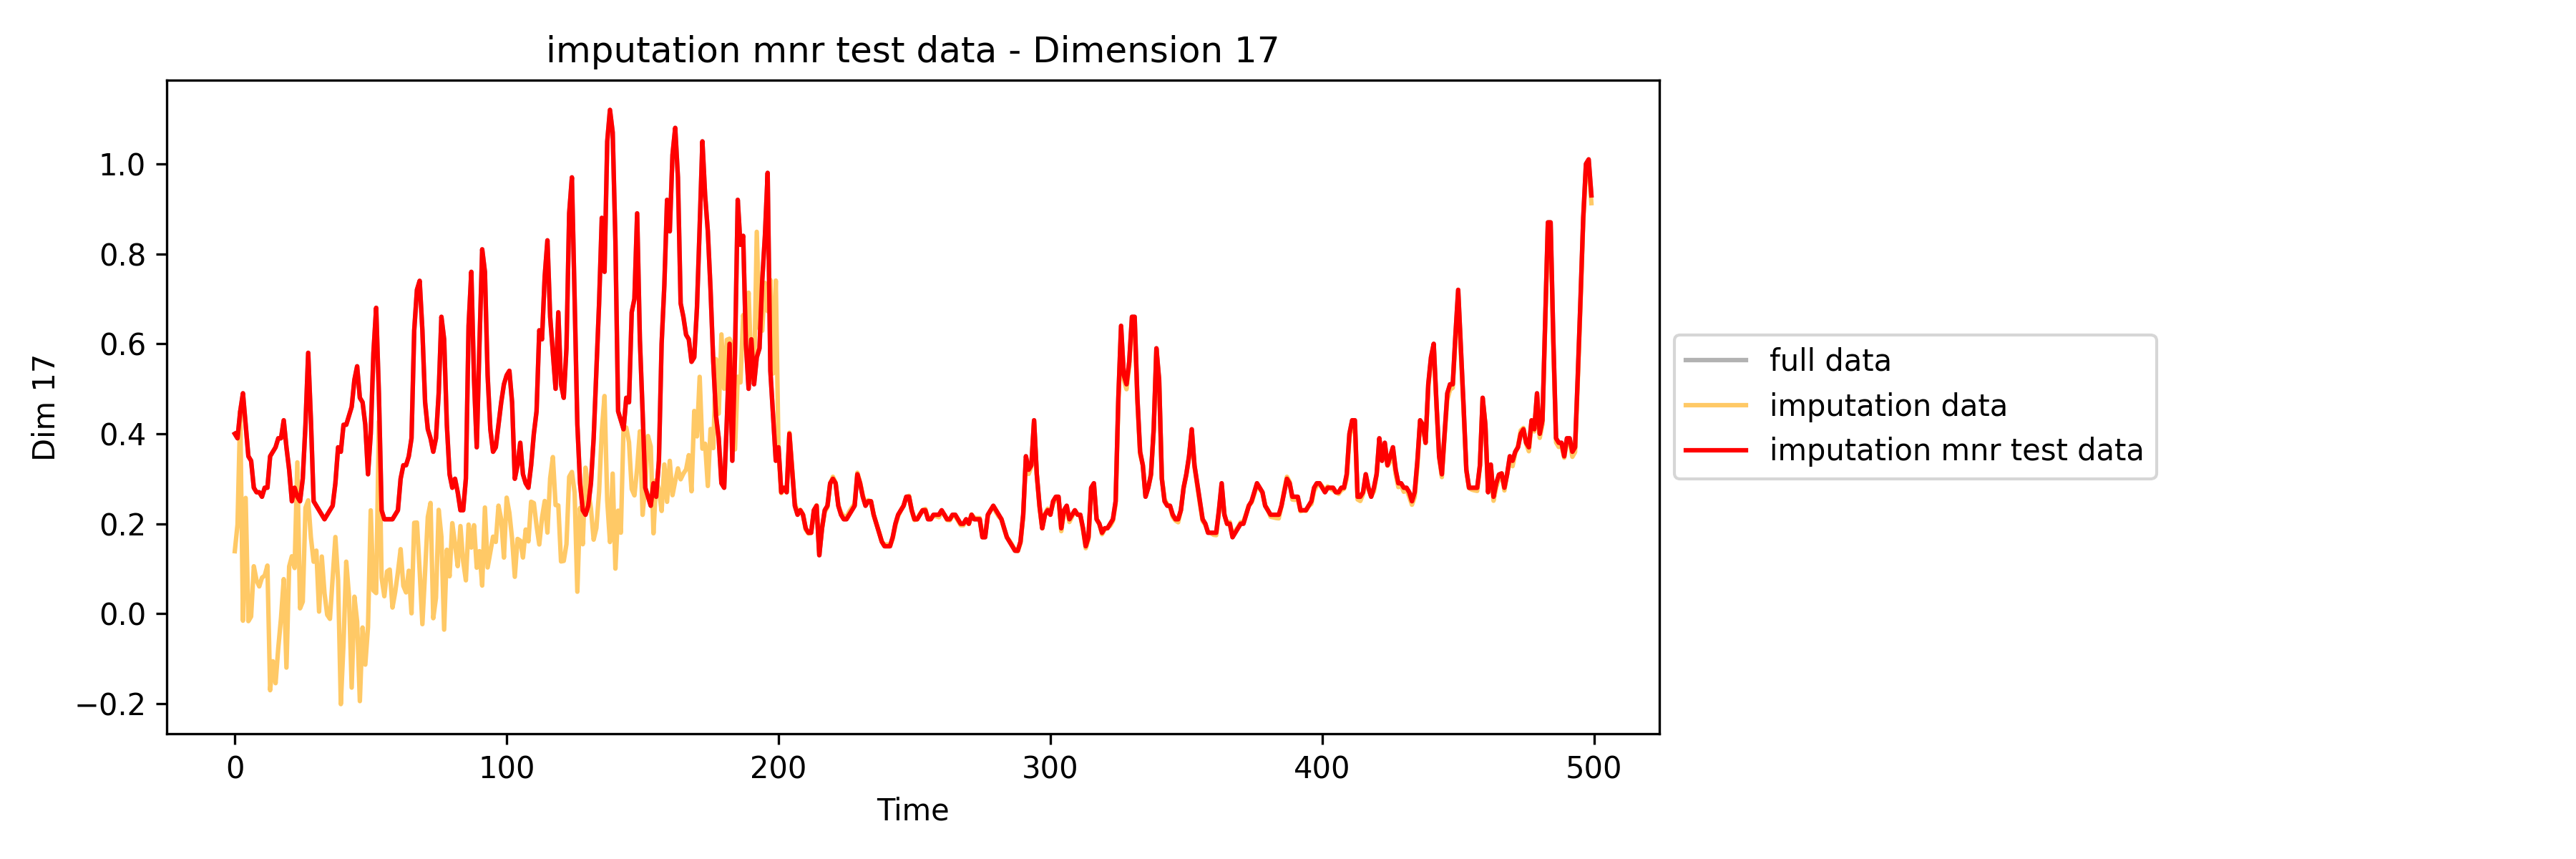 imputation mnr test data - Dimension 17
Dim 17
1.0
0.8
0.6
0.4
0.2
0.0
−0.2
0
100
200
300
400
500
Time
full data
imputation data
imputation mnr test data